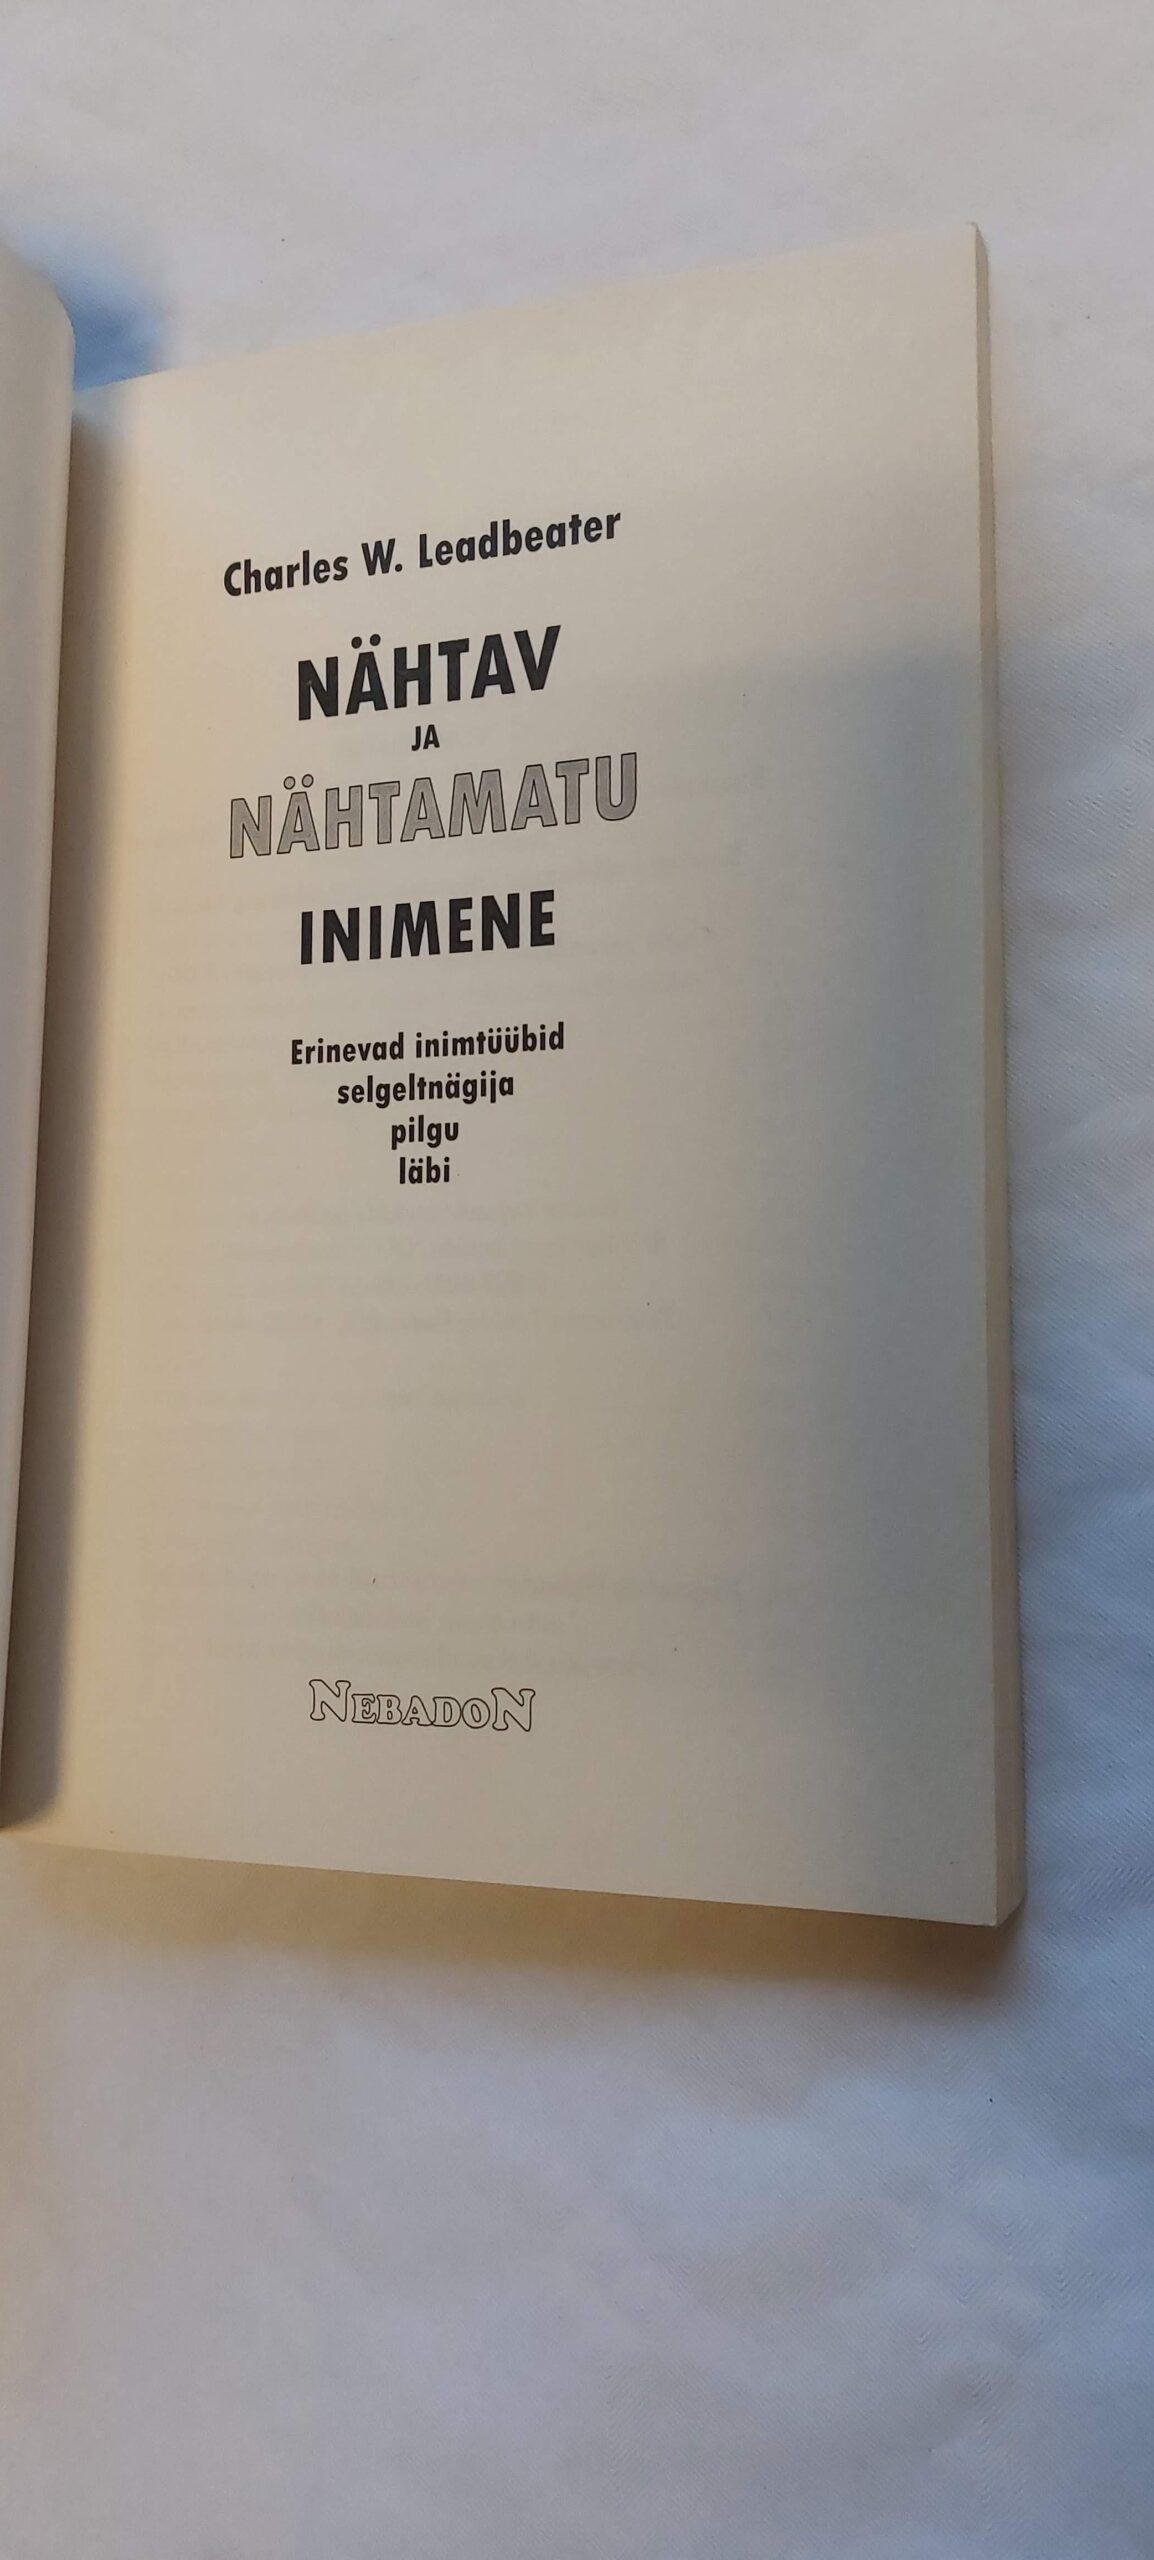 Charles W. Leadbeater
NÄHTAV
JA
NÄHTAMATU
INIMENE
Erinevad inimtüübid
selgeltnägija
pilgu
läbi
NEBADON